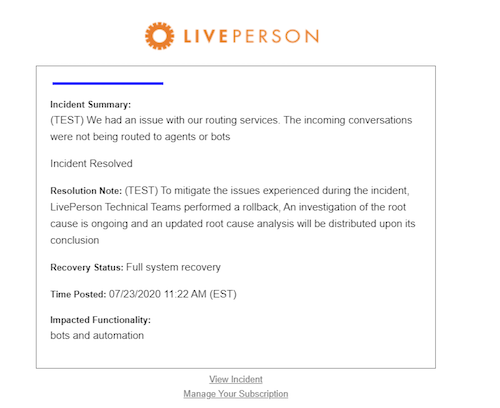 LIVEPERSON
Incident Summary:
(TEST) We had an issue with our routing services. The incoming conversations
were not being routed to agents or bots
Incident Resolved
Resolution Note: (TEST) To mitigate the issues experienced during the incident,
LivePerson Technical Teams performed a rollback, An investigation of the root
cause is ongoing and an updated root cause analysis will be distributed upon its
conclusion
Recovery Status: Full system recovery
Time Posted: 07/23/2020 11:22 AM (EST)
Impacted Functionality:
bots and automation
View Incident
Manage Your Subscription